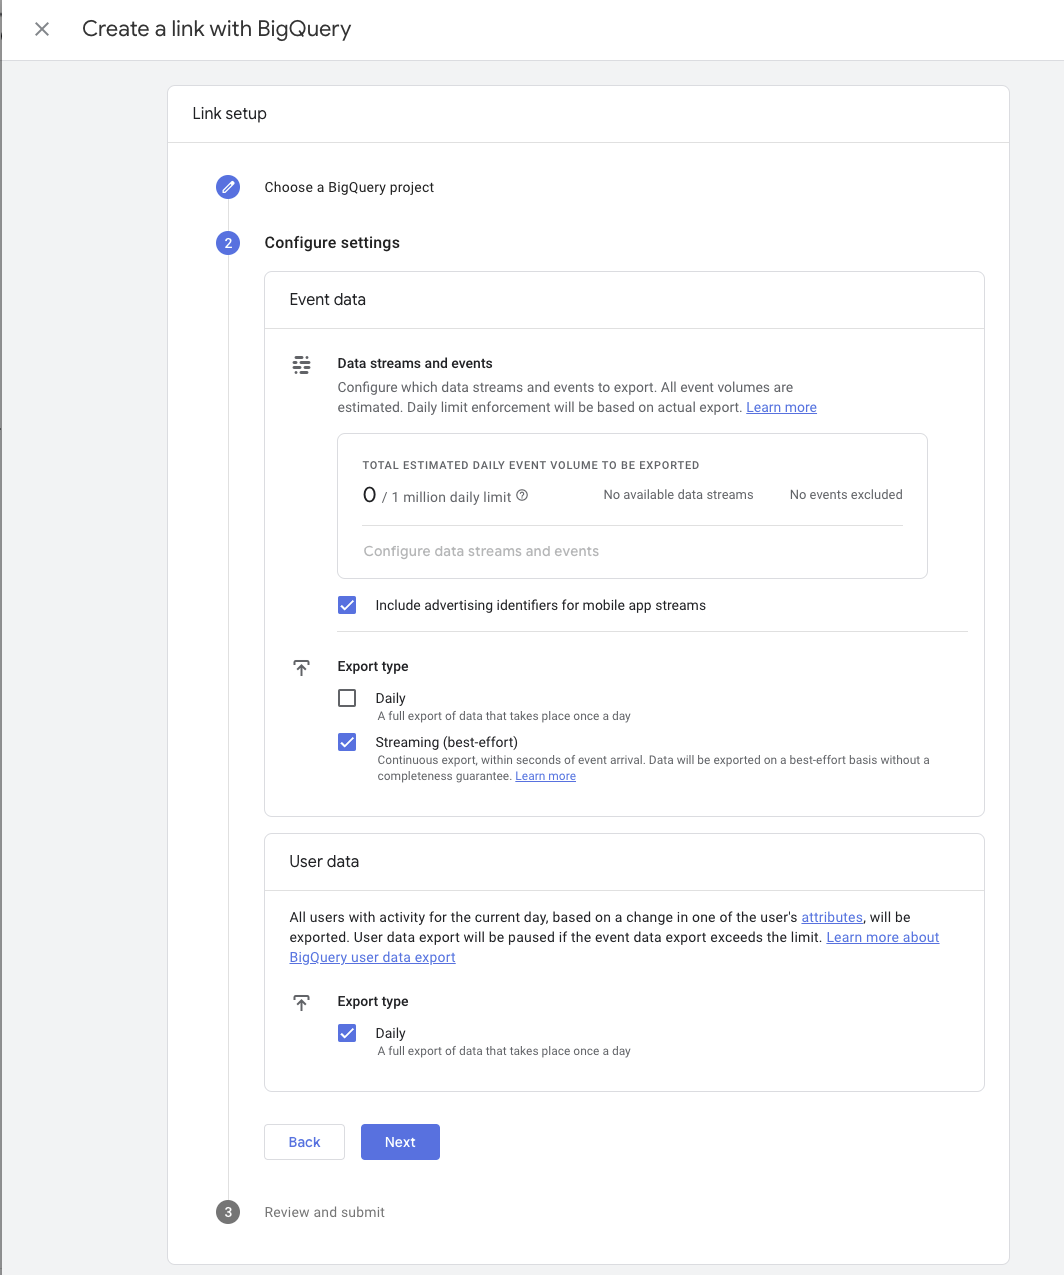 Create a link with BigQuery
Link setup
Choose a BigQuery project
2
Configure settings
Event data
Data streams and events
Configure which data streams and events to export. All event volumes are
estimated. Daily limit enforcement will be based on actual export. Learn more
TOTAL ESTIMATED DAILY EVENT VOLUME TO BE EXPORTED
0 / 1 million daily limit No available data streams No events excluded
Configure data streams and events
Include advertising identifiers for mobile app streams
Export type
Daily
A full export of data that takes place once a day
Streaming (best-effort)
Continuous export, within seconds of event arrival. Data will be exported on a best-effort basis without a
completeness guarantee. Learn more
User data
All users with activity for the current day, based on a change in one of the user's attributes, will be
exported. User data export will be paused if the event data export exceeds the limit. Learn more about
BigQuery user data export
Export type
Daily
A full export of data that takes place once a day
Back Next
3
Review and submit